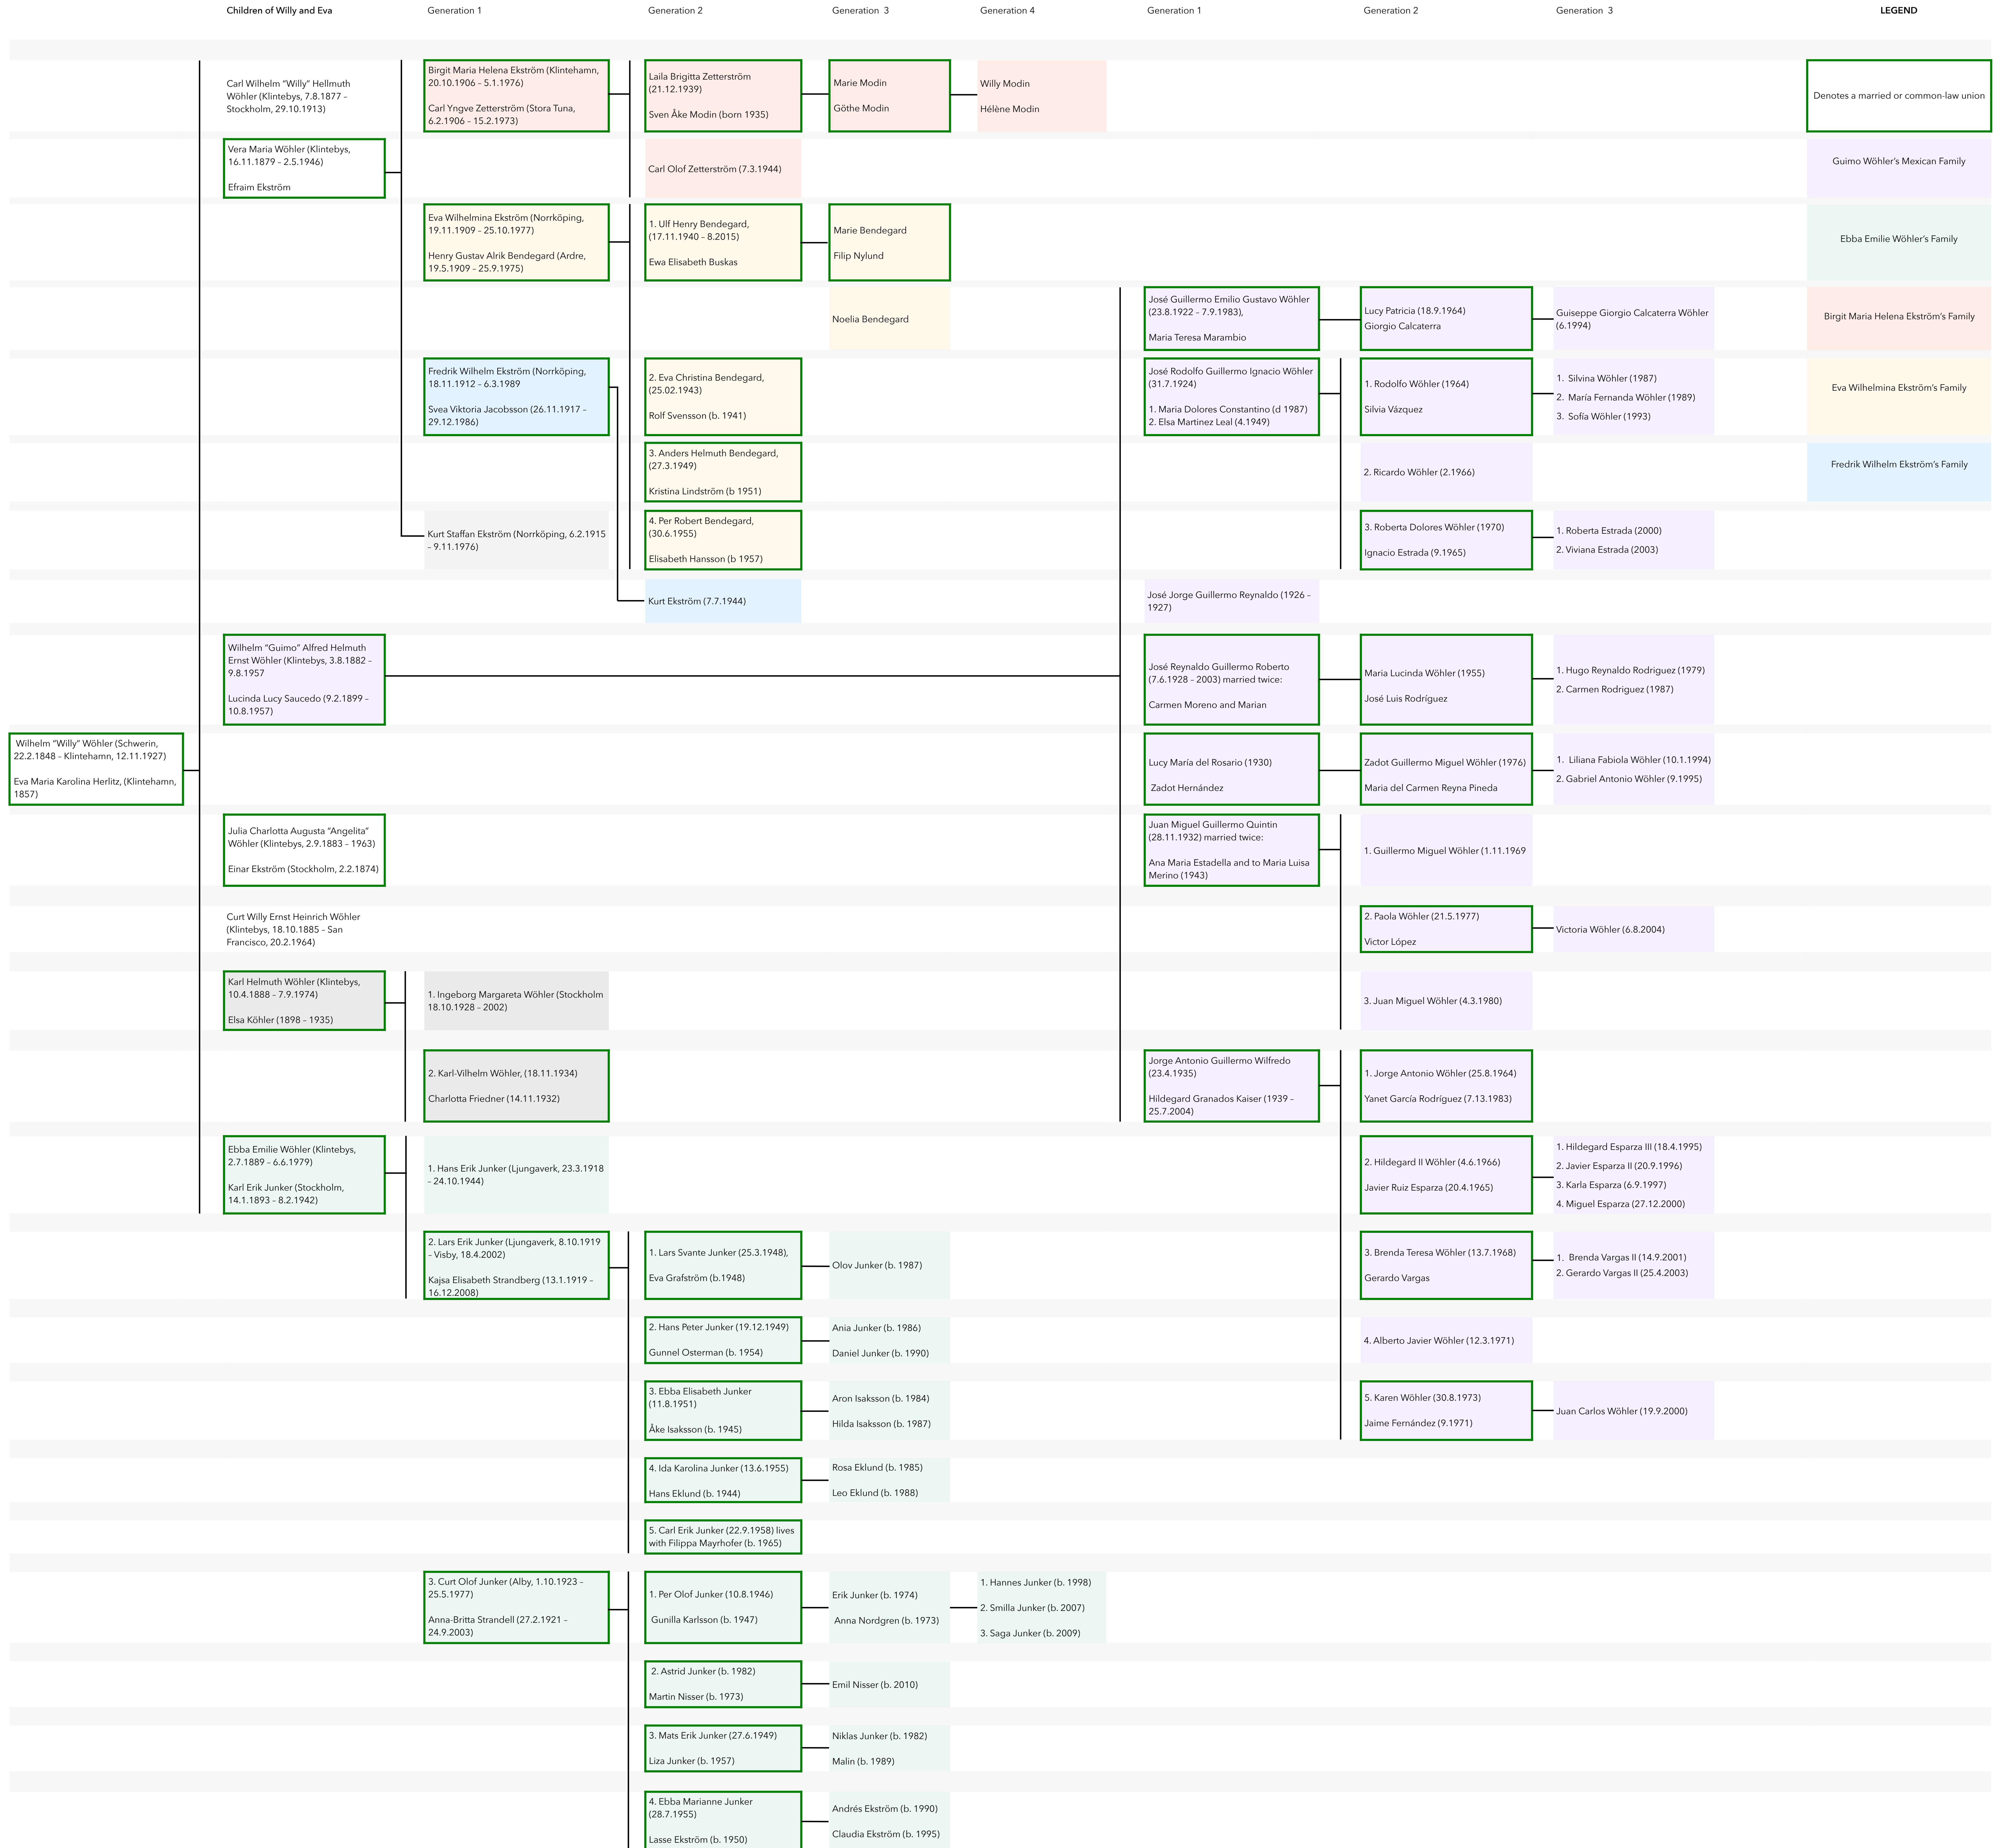 Children of Willy and Eva
Generation 1
Generation 2
Generation 3
Generation 4
Generation 1
Generation 2
Generation 3
LEGEND
Carl Wilhelm “Willy” Hellmuth
Wöhler (Klintebys, 7.8.1877 –
Stockholm, 29.10.1913)
Birgit Maria Helena Ekström (Klintehamn,
20.10.1906 – 5.1.1976)
Carl Yngve Zetterström (Stora Tuna,
6.2.1906 – 15.2.1973)
Laila Brigitta Zetterström
(21.12.1939)
Sven Åke Modin (born 1935)
Marie Modin
Göthe Modin
Willy Modin
Hélène Modin
Denotes a married or common-law union
Vera Maria Wöhler (Klintebys,
16.11.1879 – 2.5.1946)
Efraim Ekström
Carl Olof Zetterström (7.3.1944)
Guimo Wöhler’s Mexican Family
Eva Wilhelmina Ekström (Norrköping,
19.11.1909 – 25.10.1977)
Henry Gustav Alrik Bendegard (Ardre,
19.5.1909 – 25.9.1975)
1. Ulf Henry Bendegard,
(17.11.1940 – 8.2015)
Ewa Elisabeth Buskas
Marie Bendegard
Filip Nylund
Ebba Emilie Wöhler’s Family
Noelia Bendegard
José Guillermo Emilio Gustavo Wöhler
(23.8.1922 – 7.9.1983),
Maria Teresa Marambio
Lucy Patricia (18.9.1964)
Giorgio Calcaterra
Guiseppe Giorgio Calcaterra Wöhler
(6.1994)
Birgit Maria Helena Ekström’s Family
Fredrik Wilhelm Ekström (Norrköping,
18.11.1912 – 6.3.1989
Svea Viktoria Jacobsson (26.11.1917 –
29.12.1986)
2. Eva Christina Bendegard,
(25.02.1943)
Rolf Svensson (b. 1941)
José Rodolfo Guillermo Ignacio Wöhler
(31.7.1924)
1. Maria Dolores Constantino (d 1987)
2. Elsa Martinez Leal (4.1949)
1. Rodolfo Wöhler (1964)
Silvia Vázquez
1. Silvina Wöhler (1987)
2. María Fernanda Wöhler (1989)
3. Sofía Wöhler (1993)
Eva Wilhelmina Ekström’s Family
3. Anders Helmuth Bendegard,
(27.3.1949)
Kristina Lindström (b 1951)
2. Ricardo Wöhler (2.1966)
Fredrik Wilhelm Ekström’s Family
Kurt Staffan Ekström (Norrköping, 6.2.1915
– 9.11.1976)
4. Per Robert Bendegard,
(30.6.1955)
Elisabeth Hansson (b 1957)
3. Roberta Dolores Wöhler (1970)
Ignacio Estrada (9.1965)
1. Roberta Estrada (2000)
2. Viviana Estrada (2003)
Kurt Ekström (7.7.1944)
José Jorge Guillermo Reynaldo (1926 –
1927)
Wilhelm “Guimo” Alfred Helmuth
Ernst Wöhler (Klintebys, 3.8.1882 –
9.8.1957
Lucinda Lucy Saucedo (9.2.1899 –
10.8.1957)
José Reynaldo Guillermo Roberto
(7.6.1928 – 2003) married twice:
Carmen Moreno and Marian
Maria Lucinda Wöhler (1955)
José Luis Rodríguez
1. Hugo Reynaldo Rodriguez (1979)
2. Carmen Rodriguez (1987)
Wilhelm “Willy” Wöhler (Schwerin,
22.2.1848 – Klintehamn, 12.11.1927)
Eva Maria Karolina Herlitz, (Klintehamn,
1857)
Lucy María del Rosario (1930)
Zadot Hernández
Zadot Guillermo Miguel Wöhler (1976)
Maria del Carmen Reyna Pineda
1. Liliana Fabiola Wöhler (10.1.1994)
2. Gabriel Antonio Wöhler (9.1995)
Julia Charlotta Augusta “Angelita”
Wöhler (Klintebys, 2.9.1883 – 1963)
Einar Ekström (Stockholm, 2.2.1874)
Juan Miguel Guillermo Quintin
(28.11.1932) married twice:
Ana Maria Estadella and to Maria Luisa
Merino (1943)
1. Guillermo Miguel Wöhler (1.11.1969
Curt Willy Ernst Heinrich Wöhler
(Klintebys, 18.10.1885 – San
Francisco, 20.2.1964)
2. Paola Wöhler (21.5.1977)
Victor López
Victoria Wöhler (6.8.2004)
Karl Helmuth Wöhler (Klintebys,
10.4.1888 – 7.9.1974)
Elsa Köhler (1898 – 1935)
1. Ingeborg Margareta Wöhler (Stockholm
18.10.1928 – 2002)
3. Juan Miguel Wöhler (4.3.1980)
2. Karl-Vilhelm Wöhler, (18.11.1934)
Charlotta Friedner (14.11.1932)
Jorge Antonio Guillermo Wilfredo
(23.4.1935)
Hildegard Granados Kaiser (1939 –
25.7.2004)
1. Jorge Antonio Wöhler (25.8.1964)
Yanet García Rodríguez (7.13.1983)
Ebba Emilie Wöhler (Klintebys,
2.7.1889 – 6.6.1979)
Karl Erik Junker (Stockholm,
14.1.1893 – 8.2.1942)
1. Hans Erik Junker (Ljungaverk, 23.3.1918
– 24.10.1944)
2. Hildegard II Wöhler (4.6.1966)
Javier Ruiz Esparza (20.4.1965)
1. Hildegard Esparza III (18.4.1995)
2. Javier Esparza II (20.9.1996)
3. Karla Esparza (6.9.1997)
4. Miguel Esparza (27.12.2000)
2. Lars Erik Junker (Ljungaverk, 8.10.1919
– Visby, 18.4.2002)
Kajsa Elisabeth Strandberg (13.1.1919 –
16.12.2008)
1. Lars Svante Junker (25.3.1948),
Eva Grafström (b.1948)
Olov Junker (b. 1987)
3. Brenda Teresa Wöhler (13.7.1968)
Gerardo Vargas
1. Brenda Vargas II (14.9.2001)
2. Gerardo Vargas II (25.4.2003)
2. Hans Peter Junker (19.12.1949)
Gunnel Osterman (b. 1954)
Ania Junker (b. 1986)
Daniel Junker (b. 1990)
4. Alberto Javier Wöhler (12.3.1971)
3. Ebba Elisabeth Junker
(11.8.1951)
Åke Isaksson (b. 1945)
Aron Isaksson (b. 1984)
Hilda Isaksson (b. 1987)
5. Karen Wöhler (30.8.1973)
Jaime Fernández (9.1971)
Juan Carlos Wöhler (19.9.2000)
4. Ida Karolina Junker (13.6.1955)
Hans Eklund (b. 1944)
Rosa Eklund (b. 1985)
Leo Eklund (b. 1988)
5. Carl Erik Junker (22.9.1958) lives
with Filippa Mayrhofer (b. 1965)
3. Curt Olof Junker (Alby, 1.10.1923 –
25.5.1977)
Anna-Britta Strandell (27.2.1921 –
24.9.2003)
1. Per Olof Junker (10.8.1946)
Gunilla Karlsson (b. 1947)
Erik Junker (b. 1974)
Anna Nordgren (b. 1973)
1. Hannes Junker (b. 1998)
2. Smilla Junker (b. 2007)
3. Saga Junker (b. 2009)
2. Astrid Junker (b. 1982)
Martin Nisser (b. 1973)
Emil Nisser (b. 2010)
3. Mats Erik Junker (27.6.1949)
Liza Junker (b. 1957)
Niklas Junker (b. 1982)
Malin (b. 1989)
4. Ebba Marianne Junker
(28.7.1955)
Lasse Ekström (b. 1950)
Andrés Ekström (b. 1990)
Claudia Ekström (b. 1995)